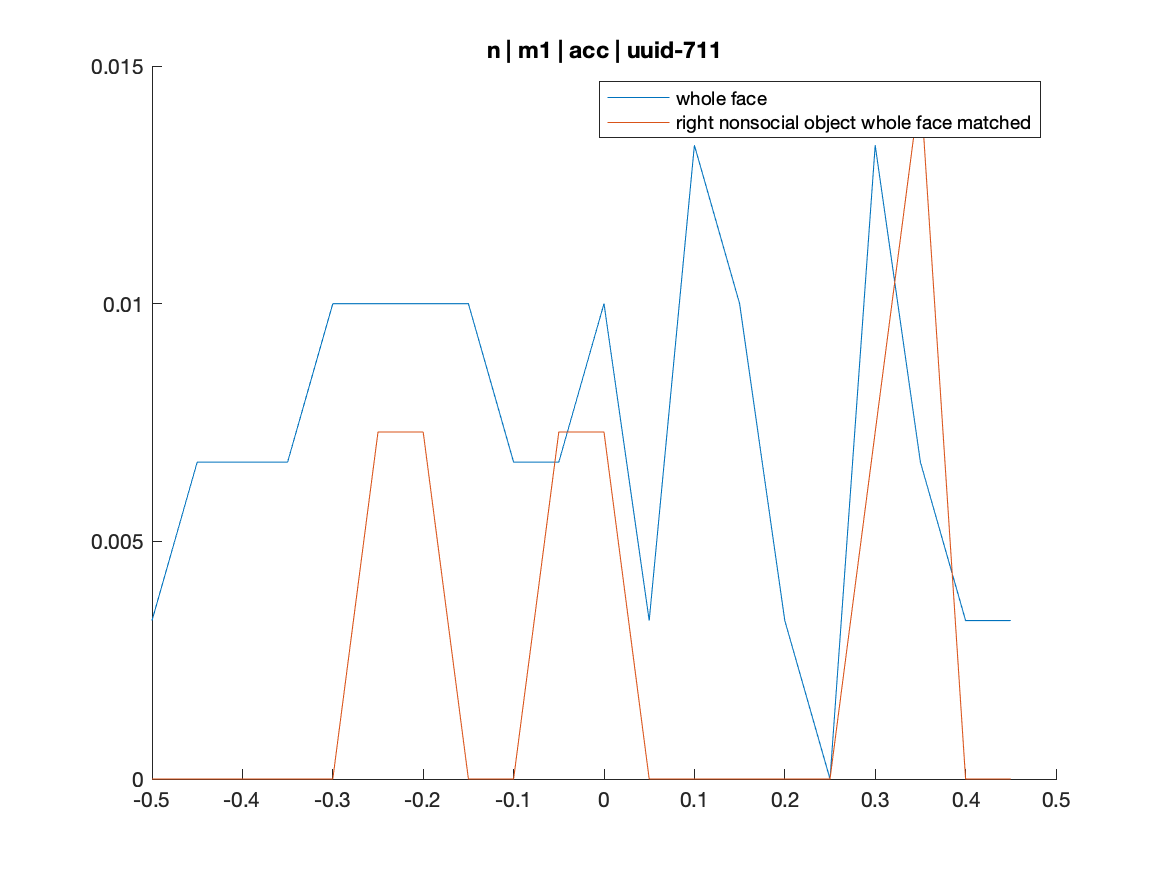 n | m1 | acc | uuid-711
0.015
whole face
right nonsocial object whole face matched
0.01
0.005
0
-0.5 -0.4 -0.3 -0.2 -0.1 0 0.1 0.2 0.3 0.4 0.5